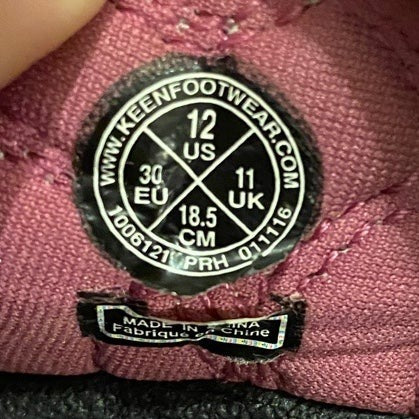 WWW.KEENFOOTWEAR.COM
12
US
30
EU
11
UK
18.5
CM
1006121 PRH 011116
MADE IN
Fabriqué en Chine